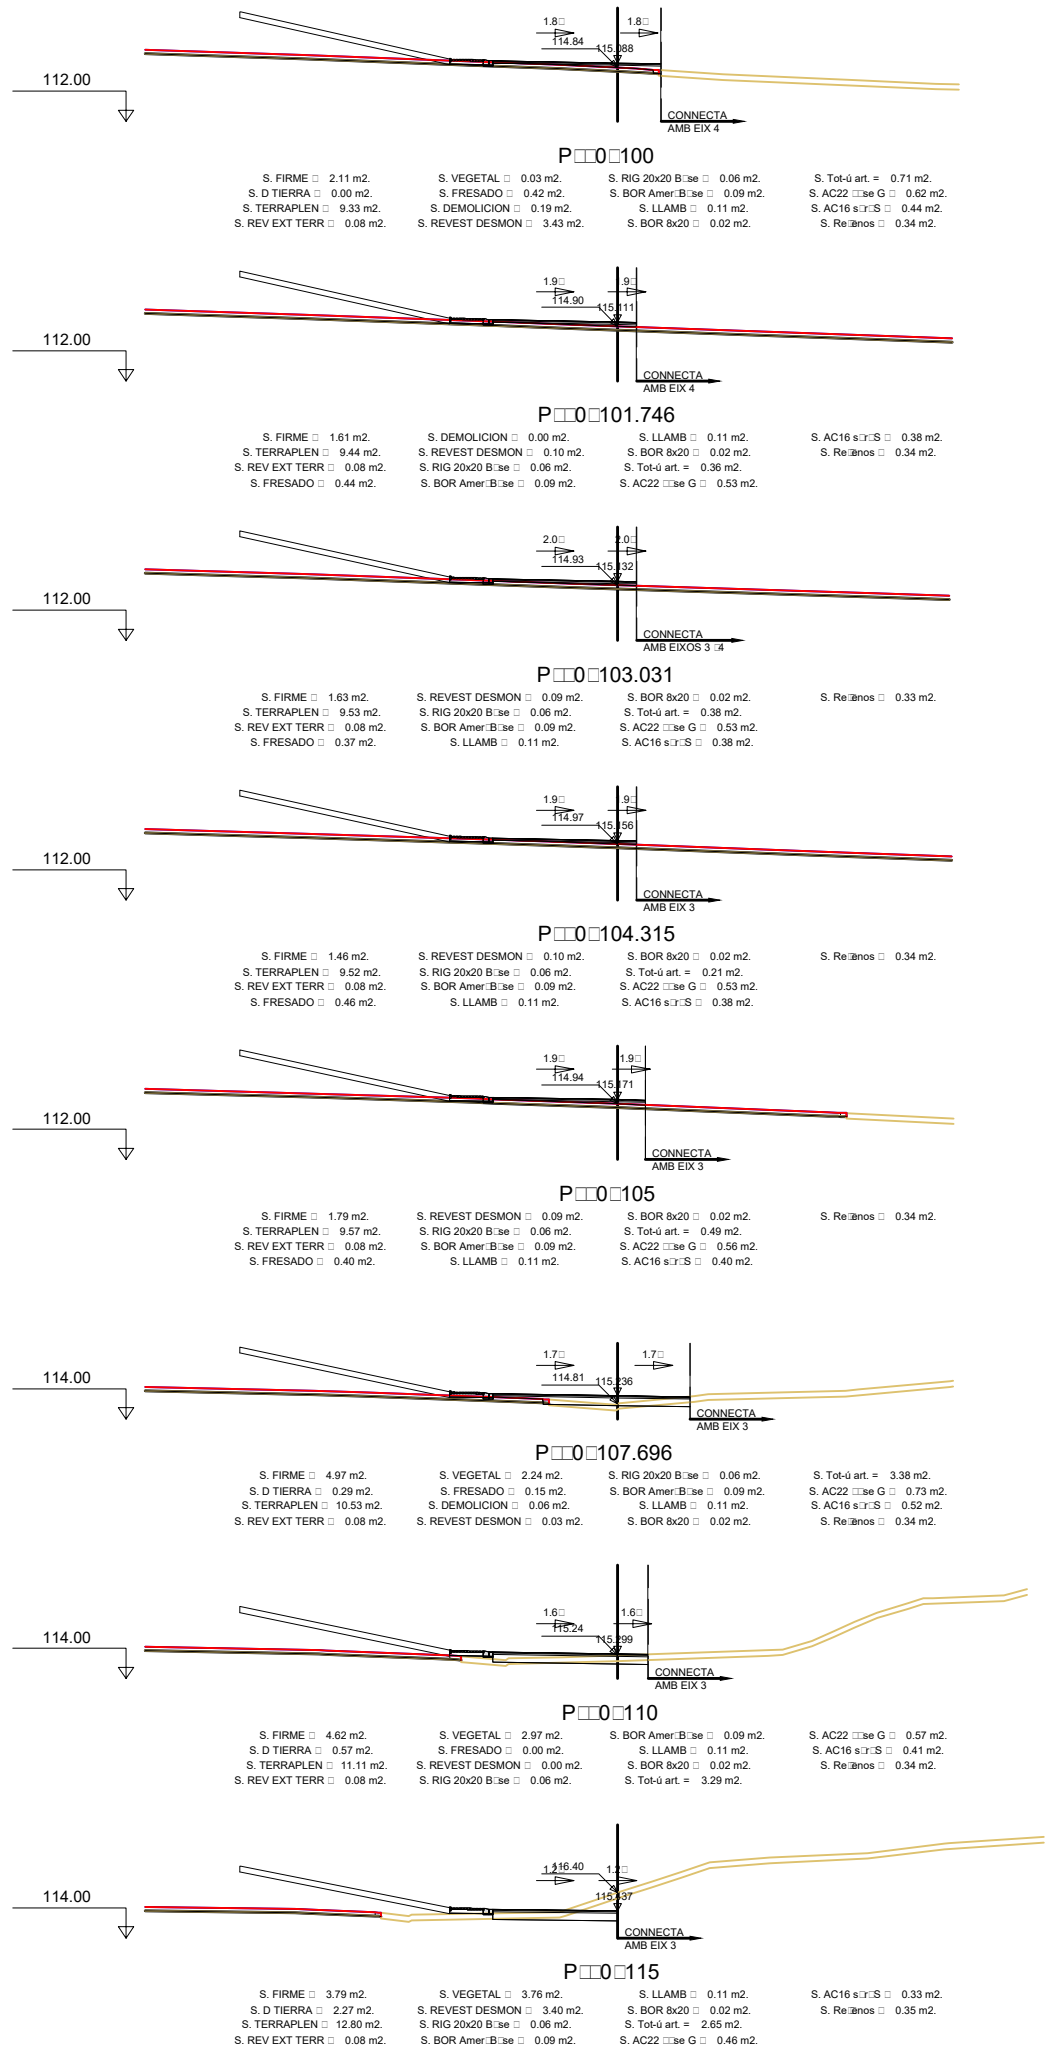 1.8□ 1.8□
114.84 115.088
112.00
CONNECTA
AMB EIX 4
P□□0□100
S. FIRME □ 2.11 m2. S. VEGETAL □ 0.03 m2. S. RIG 20x20 B□se □ 0.06 m2. S. Tot-ú art. = 0.71 m2.
S. D TIERRA □ 0.00 m2. S. FRESADO □ 0.42 m2. S. BOR Amer□B□se □ 0.09 m2. S. AC22 □□se G □ 0.62 m2.
S. TERRAPLEN □ 9.33 m2. S. DEMOLICION □ 0.19 m2. S. LLAMB □ 0.11 m2. S. AC16 s□r□S □ 0.44 m2.
S. REV EXT TERR □ 0.08 m2. S. REVEST DESMON □ 3.43 m2. S. BOR 8x20 □ 0.02 m2. S. Re□enos □ 0.34 m2.
1.9□ 1.9□
114.90 115.111
112.00
CONNECTA
AMB EIX 4
P□□0□101.746
S. FIRME □ 1.61 m2. S. DEMOLICION □ 0.00 m2. S. LLAMB □ 0.11 m2. S. AC16 s□r□S □ 0.38 m2.
S. TERRAPLEN □ 9.44 m2. S. REVEST DESMON □ 0.10 m2. S. BOR 8x20 □ 0.02 m2. S. Re□enos □ 0.34 m2.
S. REV EXT TERR □ 0.08 m2. S. RIG 20x20 B□se □ 0.06 m2. S. Tot-ú art. = 0.36 m2.
S. FRESADO □ 0.44 m2. S. BOR Amer□B□se □ 0.09 m2. S. AC22 □□se G □ 0.53 m2.
2.0□ 2.0□
114.93 115.132
112.00
CONNECTA
AMB EIXOS 3 □4
P□□0□103.031
S. FIRME □ 1.63 m2. S. REVEST DESMON □ 0.09 m2. S. BOR 8x20 □ 0.02 m2. S. Re□enos □ 0.33 m2.
S. TERRAPLEN □ 9.53 m2. S. RIG 20x20 B□se □ 0.06 m2. S. Tot-ú art. = 0.38 m2.
S. REV EXT TERR □ 0.08 m2. S. BOR Amer□B□se □ 0.09 m2. S. AC22 □□se G □ 0.53 m2.
S. FRESADO □ 0.37 m2. S. LLAMB □ 0.11 m2. S. AC16 s□r□S □ 0.38 m2.
1.9□ 1.9□
114.97 115.156
112.00
CONNECTA
AMB EIX 3
P□□0□104.315
S. FIRME □ 1.46 m2. S. REVEST DESMON □ 0.10 m2. S. BOR 8x20 □ 0.02 m2. S. Re□enos □ 0.34 m2.
S. TERRAPLEN □ 9.52 m2. S. RIG 20x20 B□se □ 0.06 m2. S. Tot-ú art. = 0.21 m2.
S. REV EXT TERR □ 0.08 m2. S. BOR Amer□B□se □ 0.09 m2. S. AC22 □□se G □ 0.53 m2.
S. FRESADO □ 0.46 m2. S. LLAMB □ 0.11 m2. S. AC16 s□r□S □ 0.38 m2.
1.9□ 1.9□
114.94 115.171
112.00
CONNECTA
AMB EIX 3
P□□0□105
S. FIRME □ 1.79 m2. S. REVEST DESMON □ 0.09 m2. S. BOR 8x20 □ 0.02 m2. S. Re□enos □ 0.34 m2.
S. TERRAPLEN □ 9.57 m2. S. RIG 20x20 B□se □ 0.06 m2. S. Tot-ú art. = 0.49 m2.
S. REV EXT TERR □ 0.08 m2. S. BOR Amer□B□se □ 0.09 m2. S. AC22 □□se G □ 0.56 m2.
S. FRESADO □ 0.40 m2. S. LLAMB □ 0.11 m2. S. AC16 s□r□S □ 0.40 m2.
1.7□ 1.7□
114.81 115.236
114.00
CONNECTA
AMB EIX 3
P□□0□107.696
S. FIRME □ 4.97 m2. S. VEGETAL □ 2.24 m2. S. RIG 20x20 B□se □ 0.06 m2. S. Tot-ú art. = 3.38 m2.
S. D TIERRA □ 0.29 m2. S. FRESADO □ 0.15 m2. S. BOR Amer□B□se □ 0.09 m2. S. AC22 □□se G □ 0.73 m2.
S. TERRAPLEN □ 10.53 m2. S. DEMOLICION □ 0.06 m2. S. LLAMB □ 0.11 m2. S. AC16 s□r□S □ 0.52 m2.
S. REV EXT TERR □ 0.08 m2. S. REVEST DESMON □ 0.03 m2. S. BOR 8x20 □ 0.02 m2. S. Re□enos □ 0.34 m2.
1.6□ 1.6□
115.24 115.299
114.00
CONNECTA
AMB EIX 3
P□□0□110
S. FIRME □ 4.62 m2. S. VEGETAL □ 2.97 m2. S. BOR Amer□B□se □ 0.09 m2. S. AC22 □□se G □ 0.57 m2.
S. D TIERRA □ 0.57 m2. S. FRESADO □ 0.00 m2. S. LLAMB □ 0.11 m2. S. AC16 s□r□S □ 0.41 m2.
S. TERRAPLEN □ 11.11 m2. S. REVEST DESMON □ 0.00 m2. S. BOR 8x20 □ 0.02 m2. S. Re□enos □ 0.34 m2.
S. REV EXT TERR □ 0.08 m2. S. RIG 20x20 B□se □ 0.06 m2. S. Tot-ú art. = 3.29 m2.
116.40
1.2□ 1.2□
115.437
114.00
CONNECTA
AMB EIX 3
P□□0□115
S. FIRME □ 3.79 m2. S. VEGETAL □ 3.76 m2. S. LLAMB □ 0.11 m2. S. AC16 s□r□S □ 0.33 m2.
S. D TIERRA □ 2.27 m2. S. REVEST DESMON □ 3.40 m2. S. BOR 8x20 □ 0.02 m2. S. Re□enos □ 0.35 m2.
S. TERRAPLEN □ 12.80 m2. S. RIG 20x20 B□se □ 0.06 m2. S. Tot-ú art. = 2.65 m2.
S. REV EXT TERR □ 0.08 m2. S. BOR Amer□B□se □ 0.09 m2. S. AC22 □□se G □ 0.46 m2.